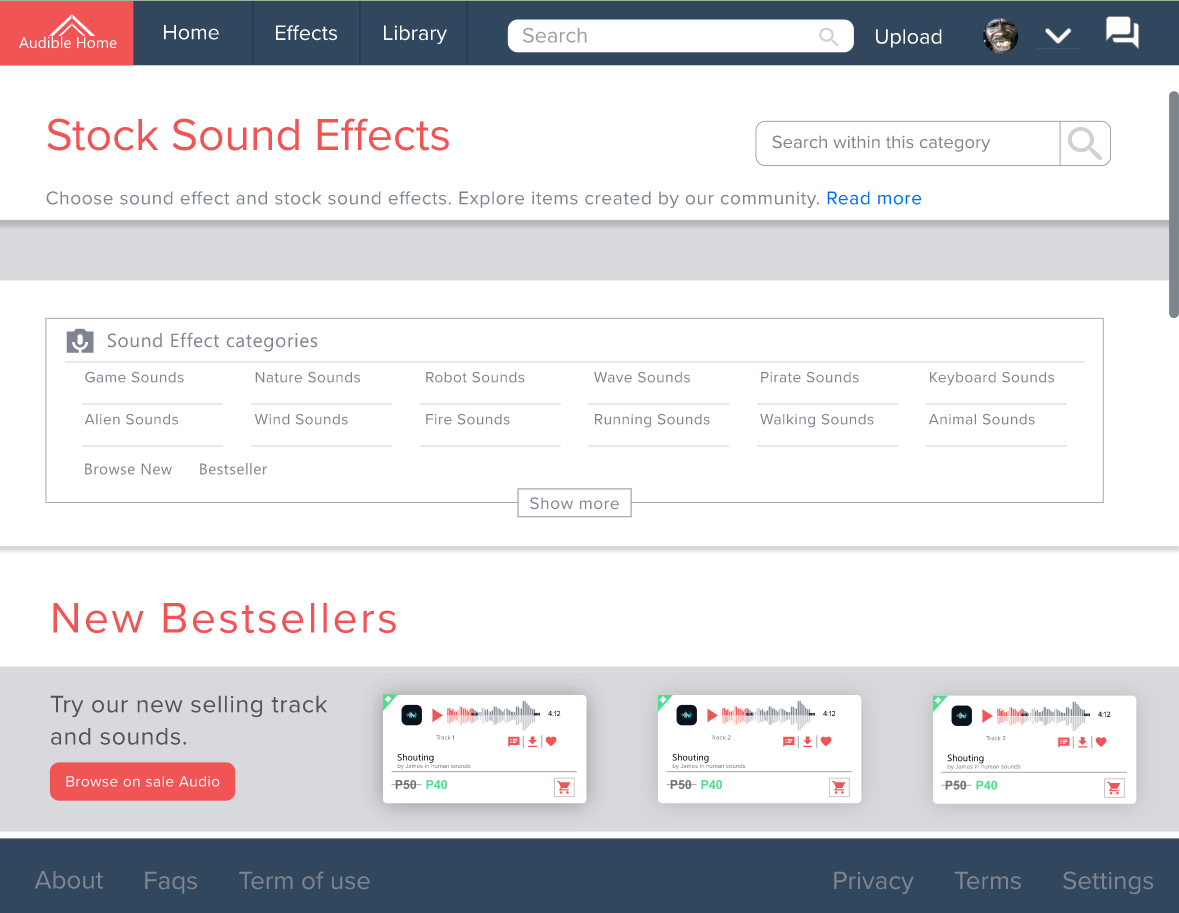 Audible Home
Home
Effects
Library
Search
Upload
Stock Sound Effects
Search within this category
Choose sound effect and stock sound effects. Explore items created by our community. Read more
Sound Effect categories
Game Sounds
Nature Sounds
Robot Sounds
Wave Sounds
Pirate Sounds
Keyboard Sounds
Alien Sounds
Wind Sounds
Fire Sounds
Running Sounds
Walking Sounds
Animal Sounds
Browse New
Bestseller
Show more
New Bestsellers
Try our new selling track
and sounds.
Browse on sale Audio
4:12
Track 1
Shouting
by James in human sounds
P50 P40
4:12
Track 2
Shouting
by James in human sounds
P50 P40
4:12
Track 3
Shouting
by James in human sounds
P50 P40
About
Faqs
Term of use
Privacy
Terms
Settings